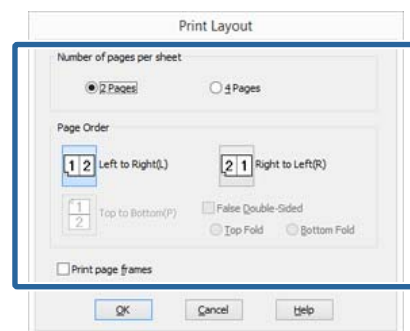 Print Layout
Number of pages per sheet
2 Pages
4 Pages
Page Order
1 2 Left to Right(L)
2 1 Right to Left(R)
1
2
Top to Bottom(P)
False Double-Sided
Top Fold
Bottom Fold
Print page frames
OK
Cancel
Help